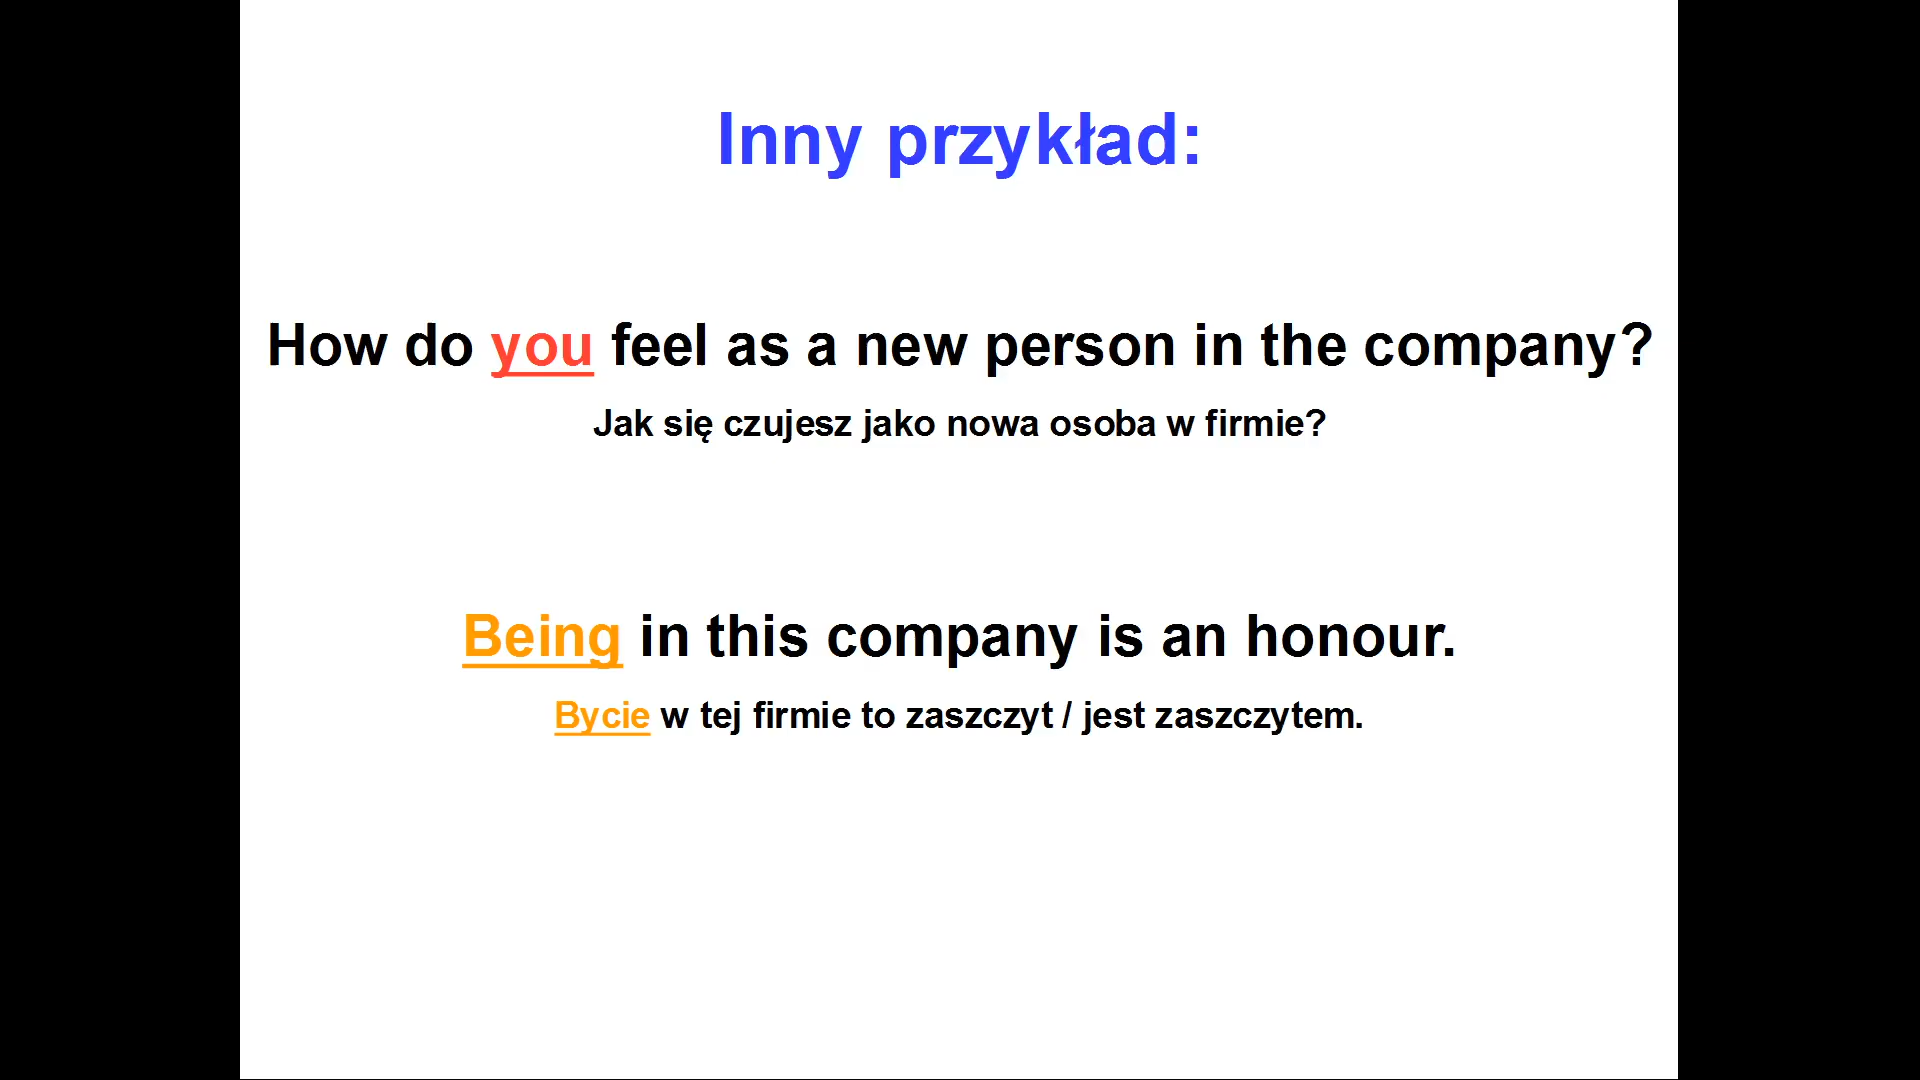 Inny przykład:
How do you feel as a new person in the company?
Jak się czujesz jako nowa osoba w firmie?
Being in this company is an honour.
Bycie w tej firmie to zaszczyt / jest zaszczytem.